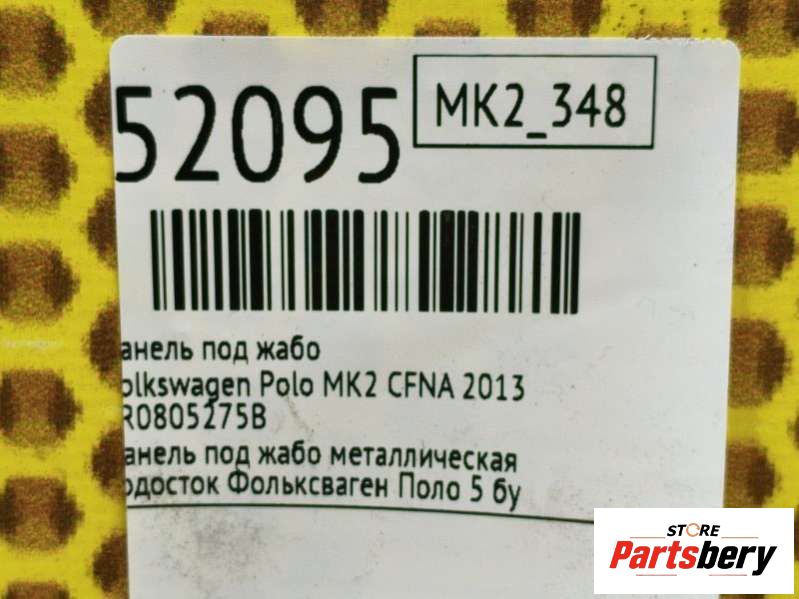 52095
MK2_348
анель под жабо
olkswagen Polo MK2 CFNA 2013
R0805275B
анель под жабо металлическая
одосток Фольксваген Поло 5 бу
STORE
Partsbery